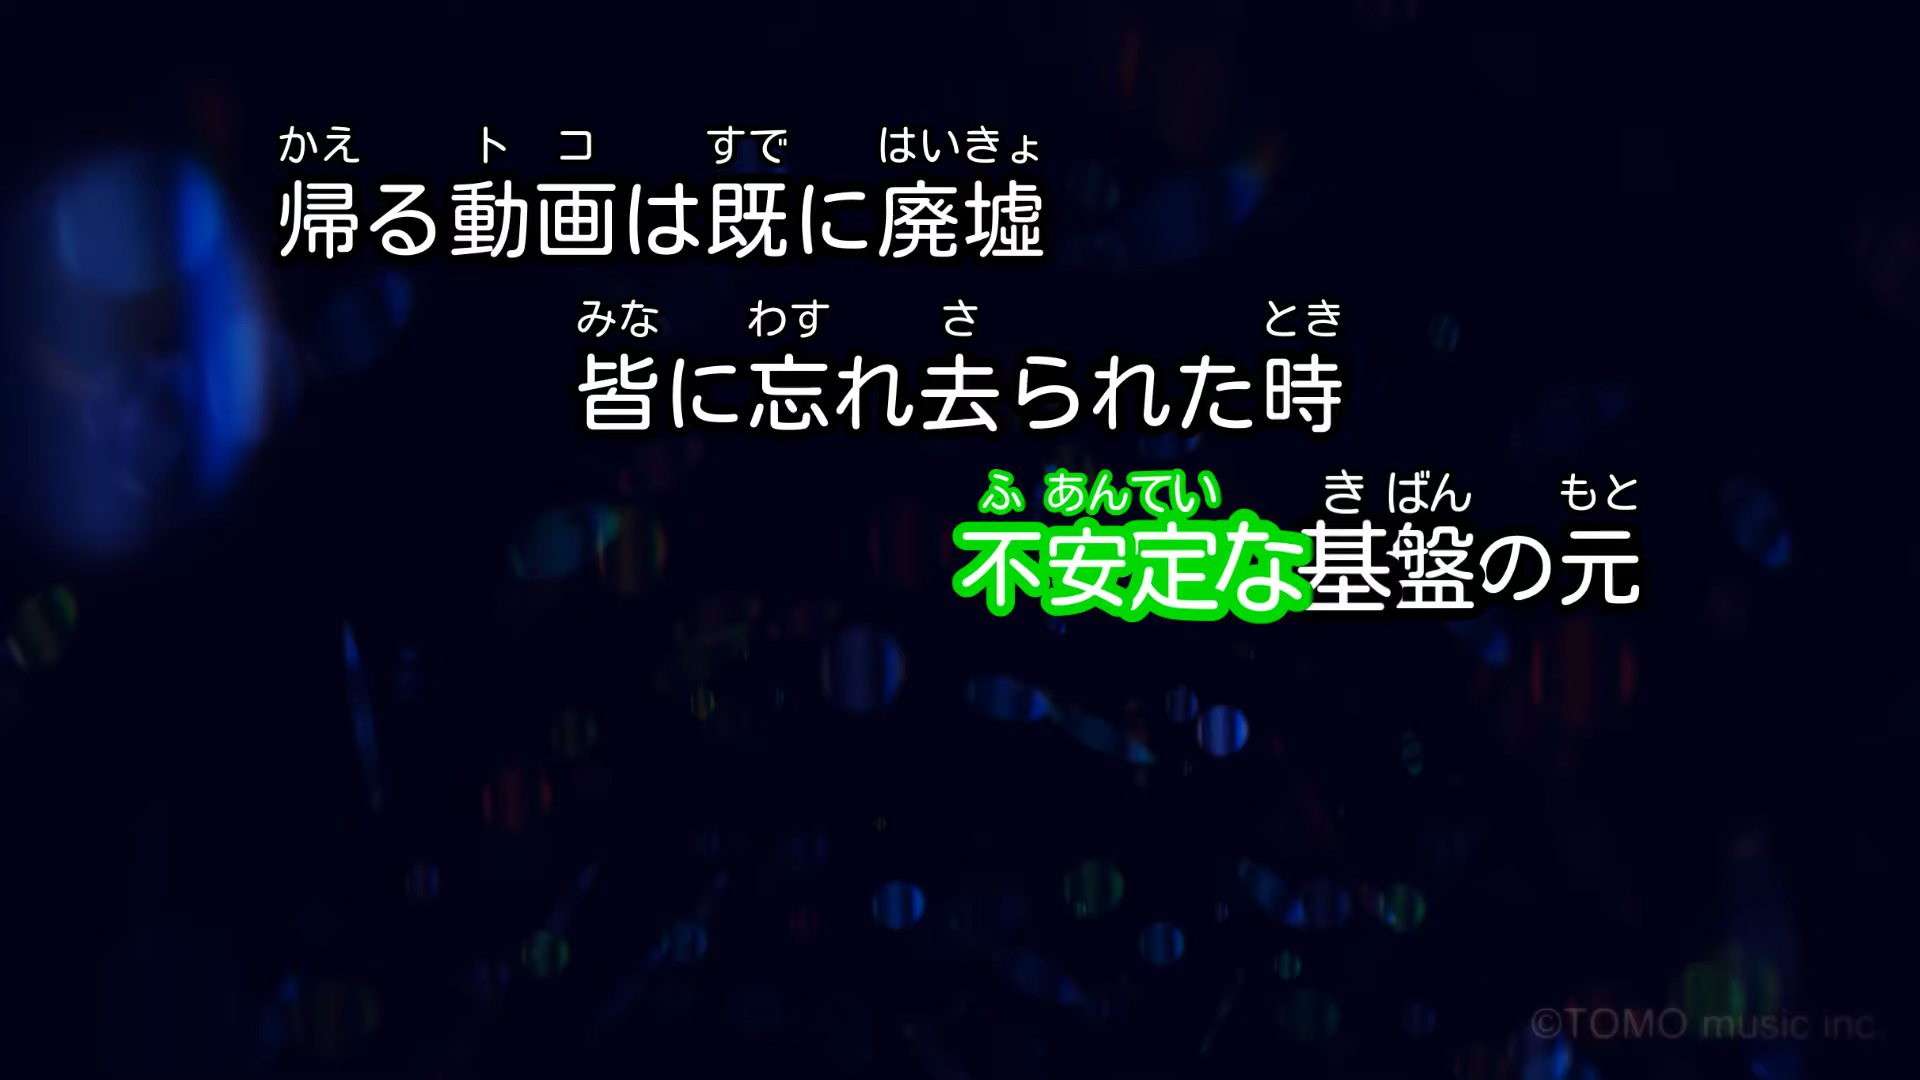 かえ トコ すで はいきょ
帰る動画は既に廃墟
みな わす さ とき
皆に忘れ去られた時
ふ あんてい き ばん もと
不安定な基盤の元
©TOMO music inc.